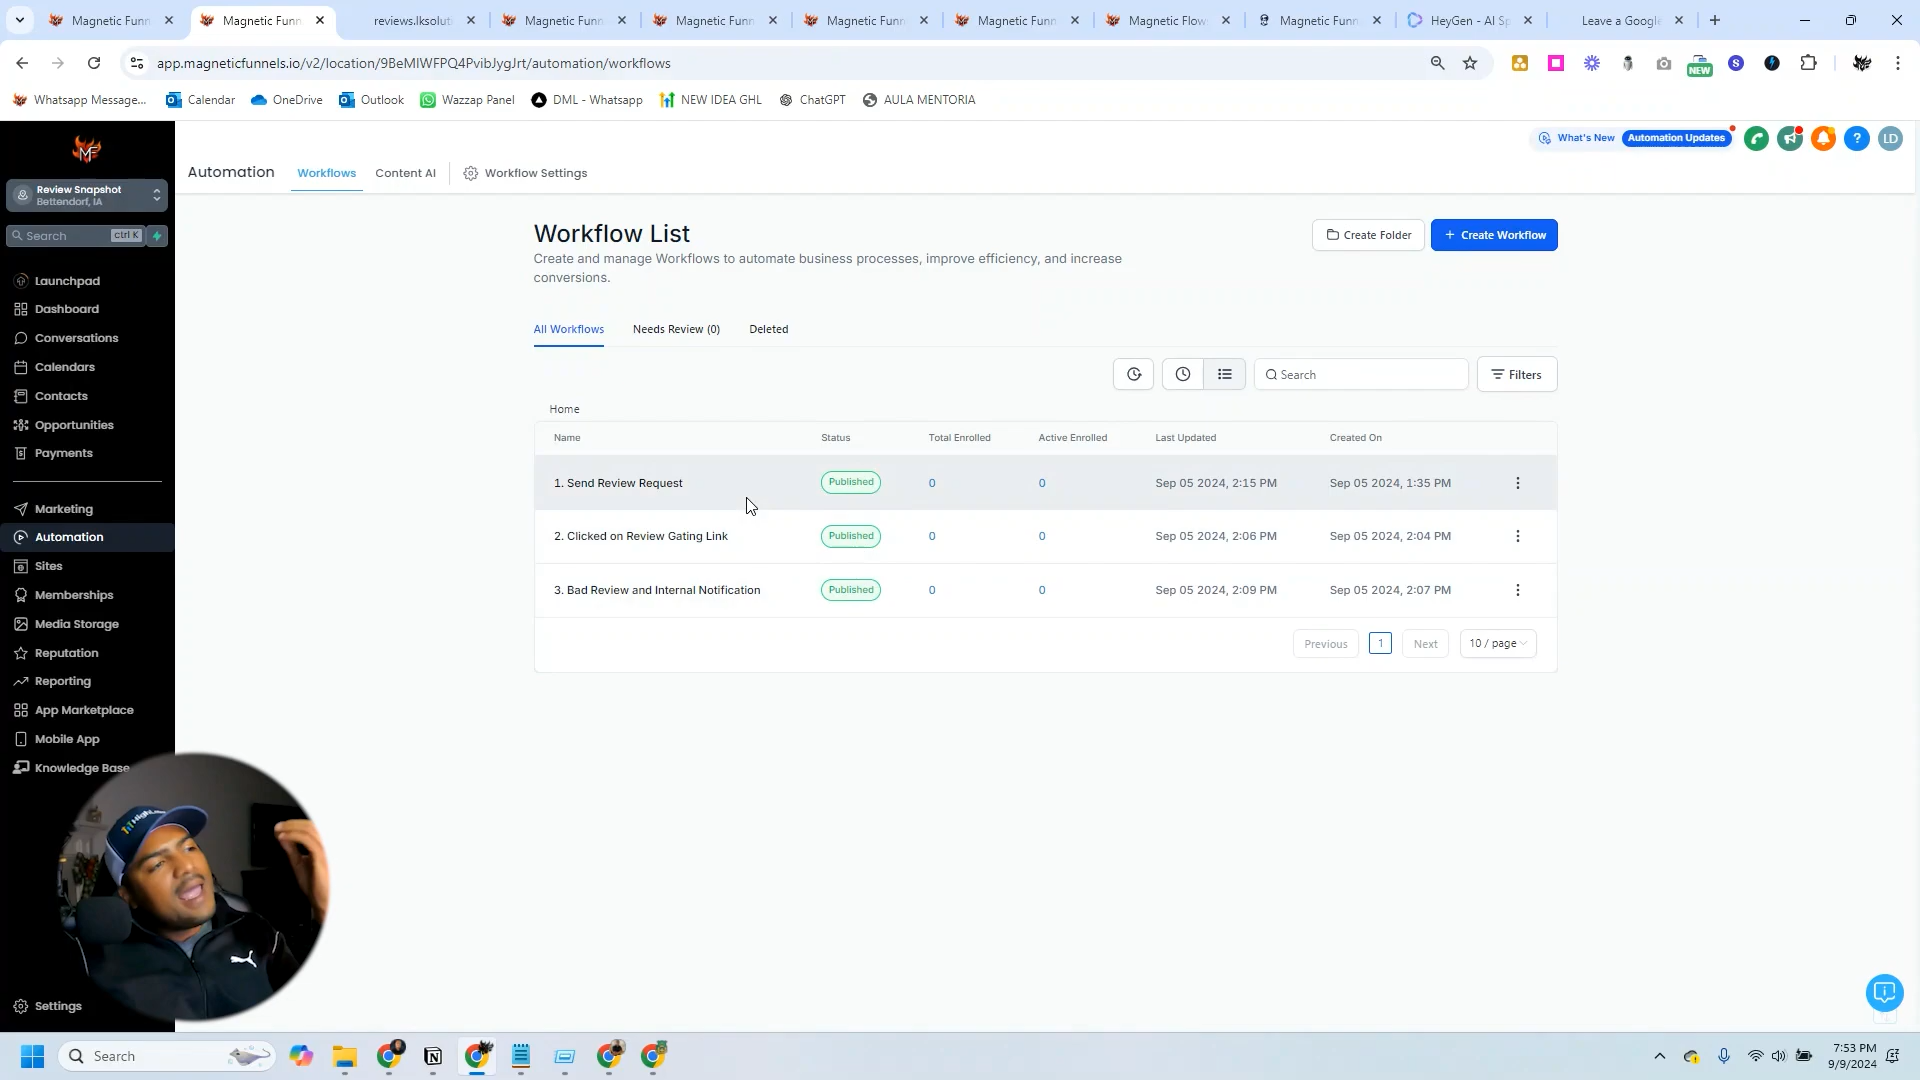 Magnetic Funn
Magnetic Funn
reviews.lksoluti
Magnetic Funn
Magnetic Funn
Magnetic Funn
Magnetic Funn
Magnetic Flow
Magnetic Funn
HeyGen - AI Sp
Leave a Google
app.magneticfunnels.io/v2/location/9BeMIWFPQ4PvibJygJrt/automation/workflows
NEW
Whatsapp Message...
Calendar
OneDrive
Outlook
Wazzap Panel
DML - Whatsapp
NEW IDEA GHL
ChatGPT
AULA MENTORIA
MF
What's New
Automation Updates
LD
Automation
Workflows
Content AI
Workflow Settings
Review Snapshot
Bettendorf, IA
Search
ctrl K
Launchpad
Dashboard
Conversations
Calendars
Contacts
Opportunities
Payments
Marketing
Automation
Sites
Memberships
Media Storage
Reputation
Reporting
App Marketplace
Mobile App
Knowledge Base
Settings
Workflow List
Create and manage Workflows to automate business processes, improve efficiency, and increase
conversions.
Create Folder
+ Create Workflow
All Workflows
Needs Review (0)
Deleted
Search
Filters
Home
Name Status Total Enrolled Active Enrolled Last Updated Created On
1. Send Review Request Published 0 0 Sep 05 2024, 2:15 PM Sep 05 2024, 1:35 PM
2. Clicked on Review Gating Link Published 0 0 Sep 05 2024, 2:06 PM Sep 05 2024, 2:04 PM
3. Bad Review and Internal Notification Published 0 0 Sep 05 2024, 2:09 PM Sep 05 2024, 2:07 PM
Previous 1 Next 10 / page
Search
7:53 PM
9/9/2024